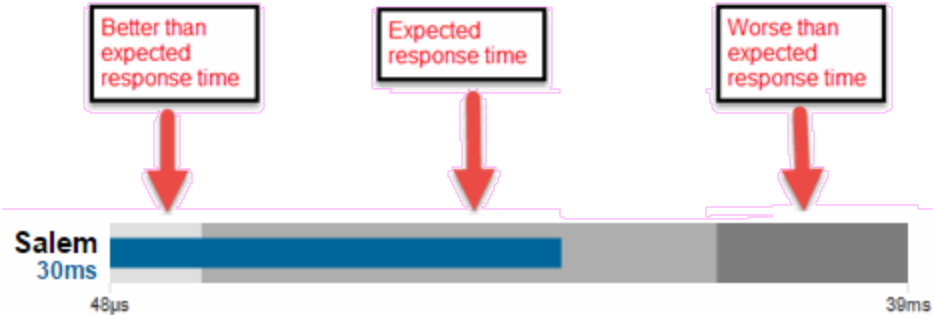 Better than
expected
response time
Expected
response time
Worse than
expected
response time
Salem
30ms
48µs
39ms